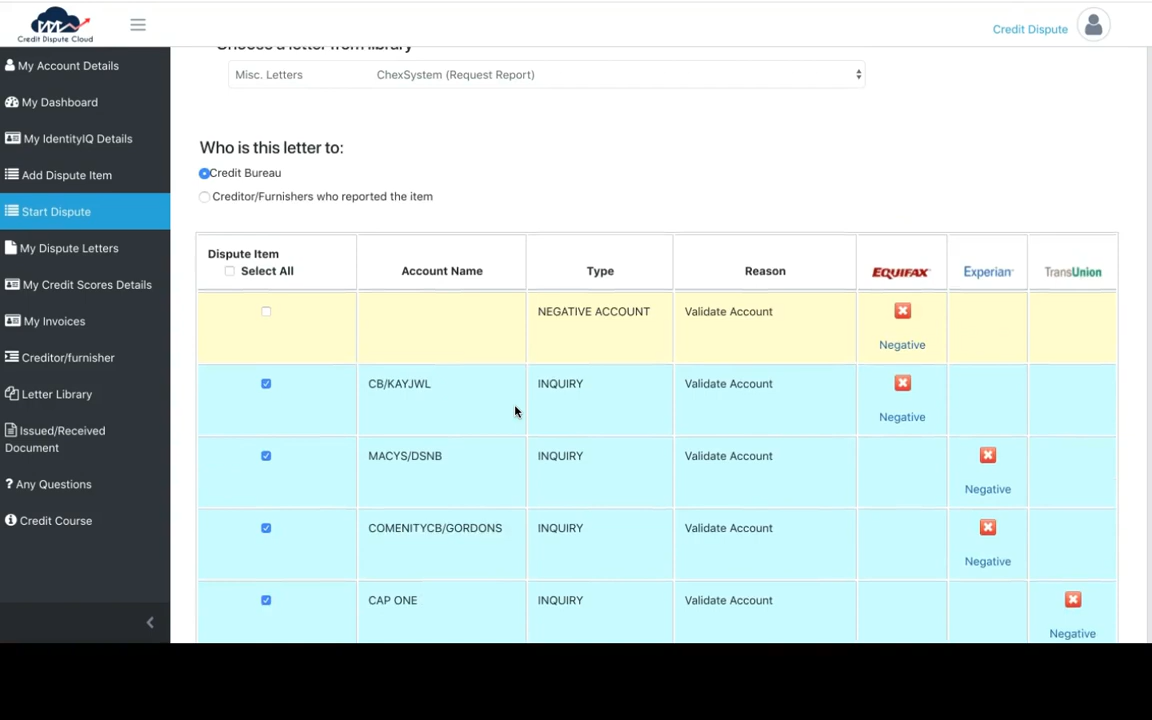 Credit Dispute Cloud
Credit Dispute
Choose a letter from library
Misc. Letters ChexSystem (Request Report)
My Account Details
My Dashboard
My IdentityIQ Details
Add Dispute Item
Start Dispute
My Dispute Letters
My Credit Scores Details
My Invoices
Creditor/furnisher
Letter Library
Issued/Received
Document
? Any Questions
Credit Course
Who is this letter to:
Credit Bureau
Creditor/Furnishers who reported the item
Dispute Item
Select All Account Name Type Reason EQUIFAX Experian TransUnion
NEGATIVE ACCOUNT Validate Account
Negative
CB/KAYJWL INQUIRY Validate Account
Negative
MACYS/DSNB INQUIRY Validate Account
Negative
COMENITYCB/GORDONS INQUIRY Validate Account
Negative
CAP ONE INQUIRY Validate Account
Negative